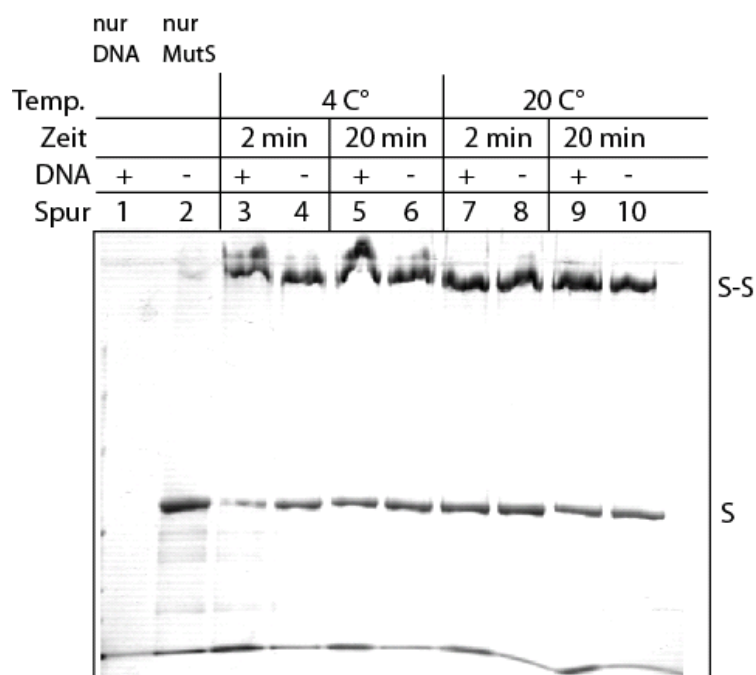 nur nur
DNA MutS
Temp. 4 C° 20 C°
Zeit 2 min 20 min 2 min 20 min
DNA + - + - + - + - + -
Spur 1 2 3 4 5 6 7 8 9 10
S-S
S